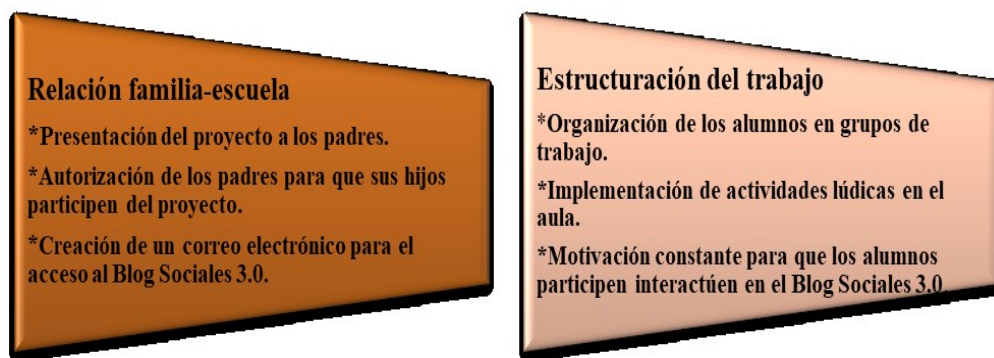 Relación familia-escuela
*Presentación del proyecto a los padres.
*Autorización de los padres para que sus hijos
participen del proyecto.
*Creación de un correo electrónico para el
acceso al Blog Sociales 3.0.
Estructuración del trabajo
*Organización de los alumnos en grupos de
trabajo.
*Implementación de actividades lúdicas en el
aula.
*Motivación constante para que los alumnos
participen interactúen en el Blog Sociales 3.0.